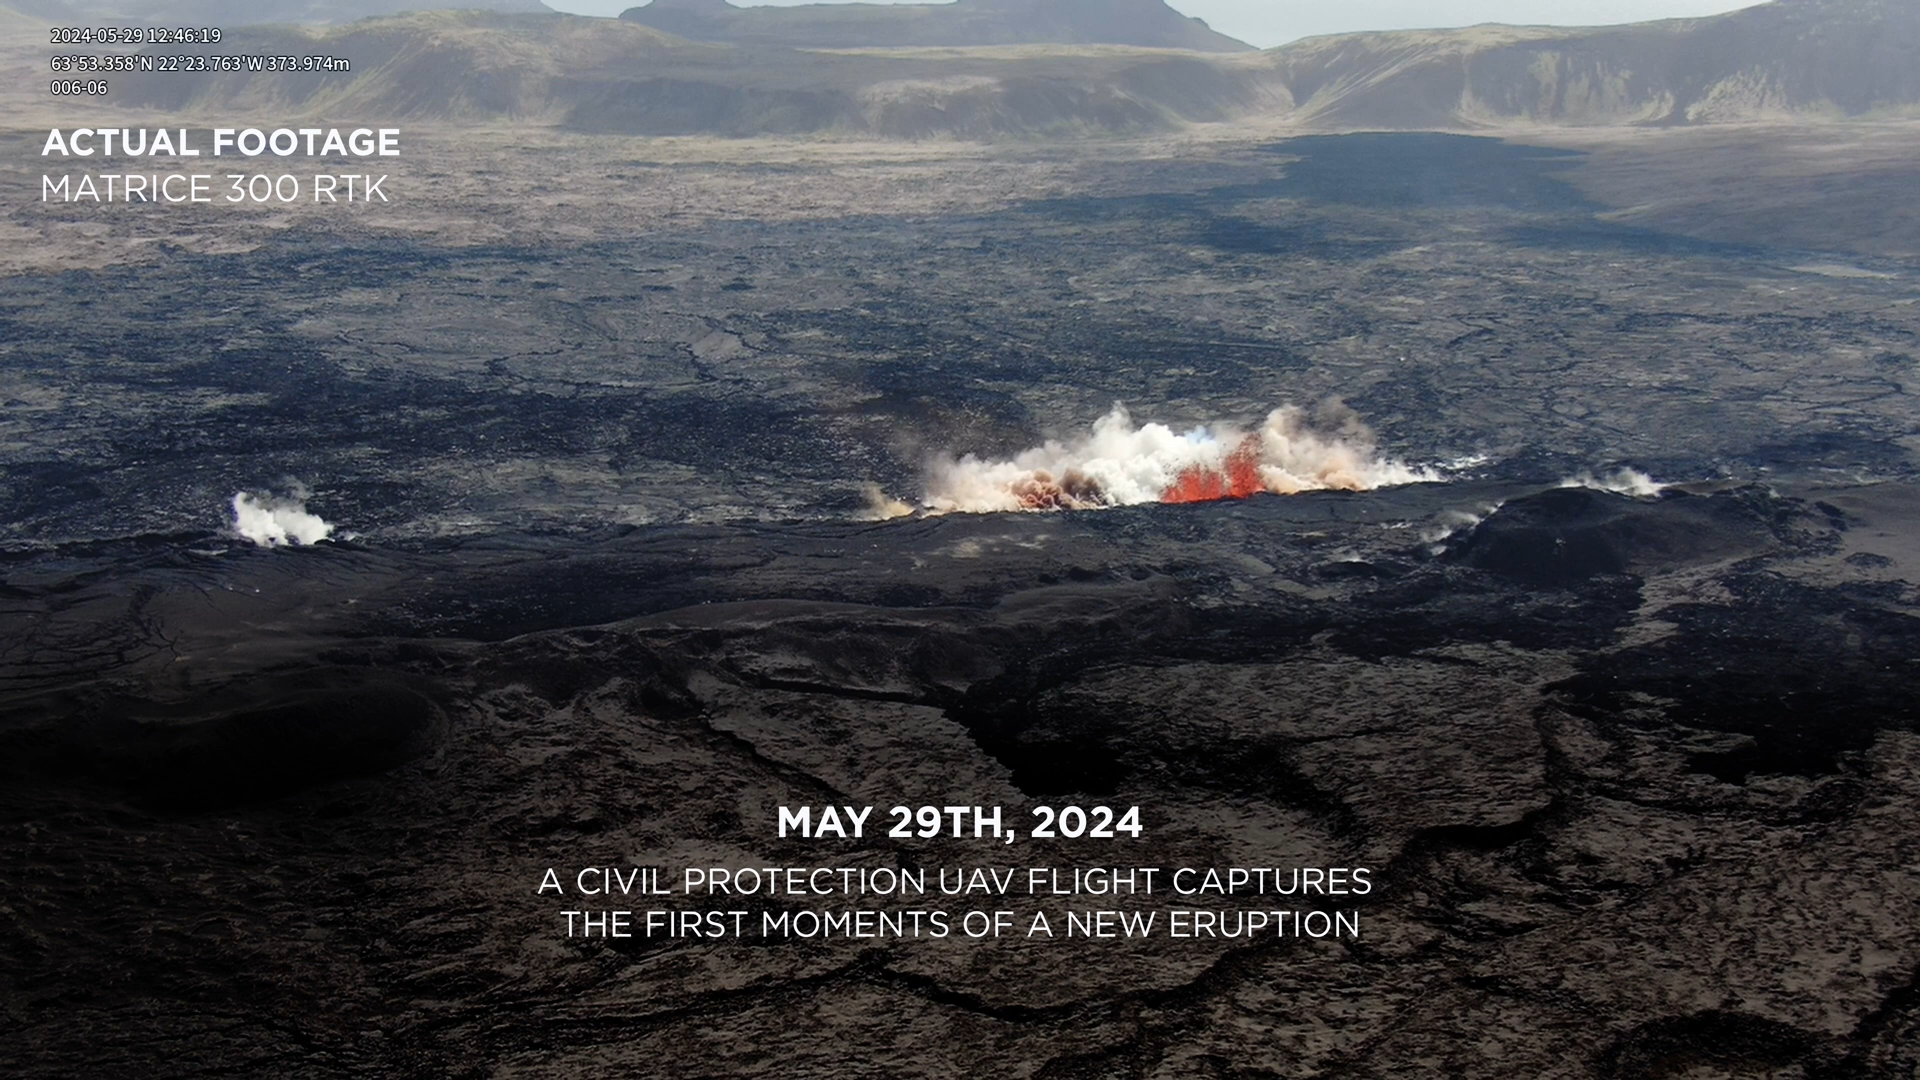 2024-05-29 12:46:19
63°53.358'N 22°23.763'W 373.974m
006-06
ACTUAL FOOTAGE
MATRICE 300 RTK
MAY 29TH, 2024
A CIVIL PROTECTION UAV FLIGHT CAPTURES
THE FIRST MOMENTS OF A NEW ERUPTION